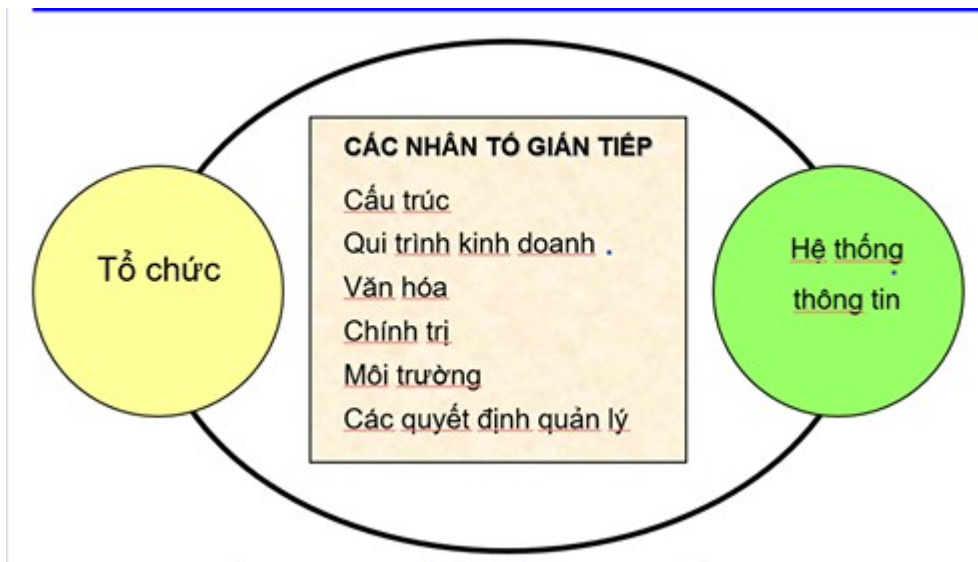 Tổ chức
CÁC NHÂN TỐ GIÁN TIẾP
Cấu trúc
Qui trình kinh doanh
Văn hóa
Chính trị
Môi trường
Các quyết định quản lý
Hệ thống
thông tin